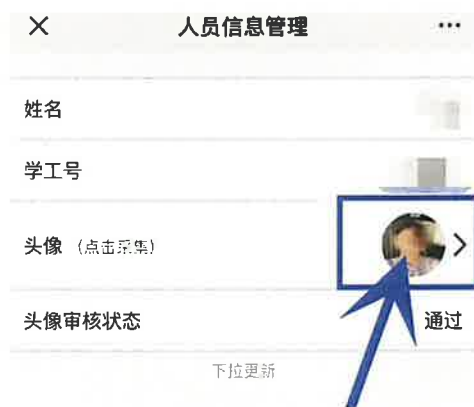 人员信息管理
姓名
学工号
头像 (点击采集)
头像审核状态 通过
下拉更新